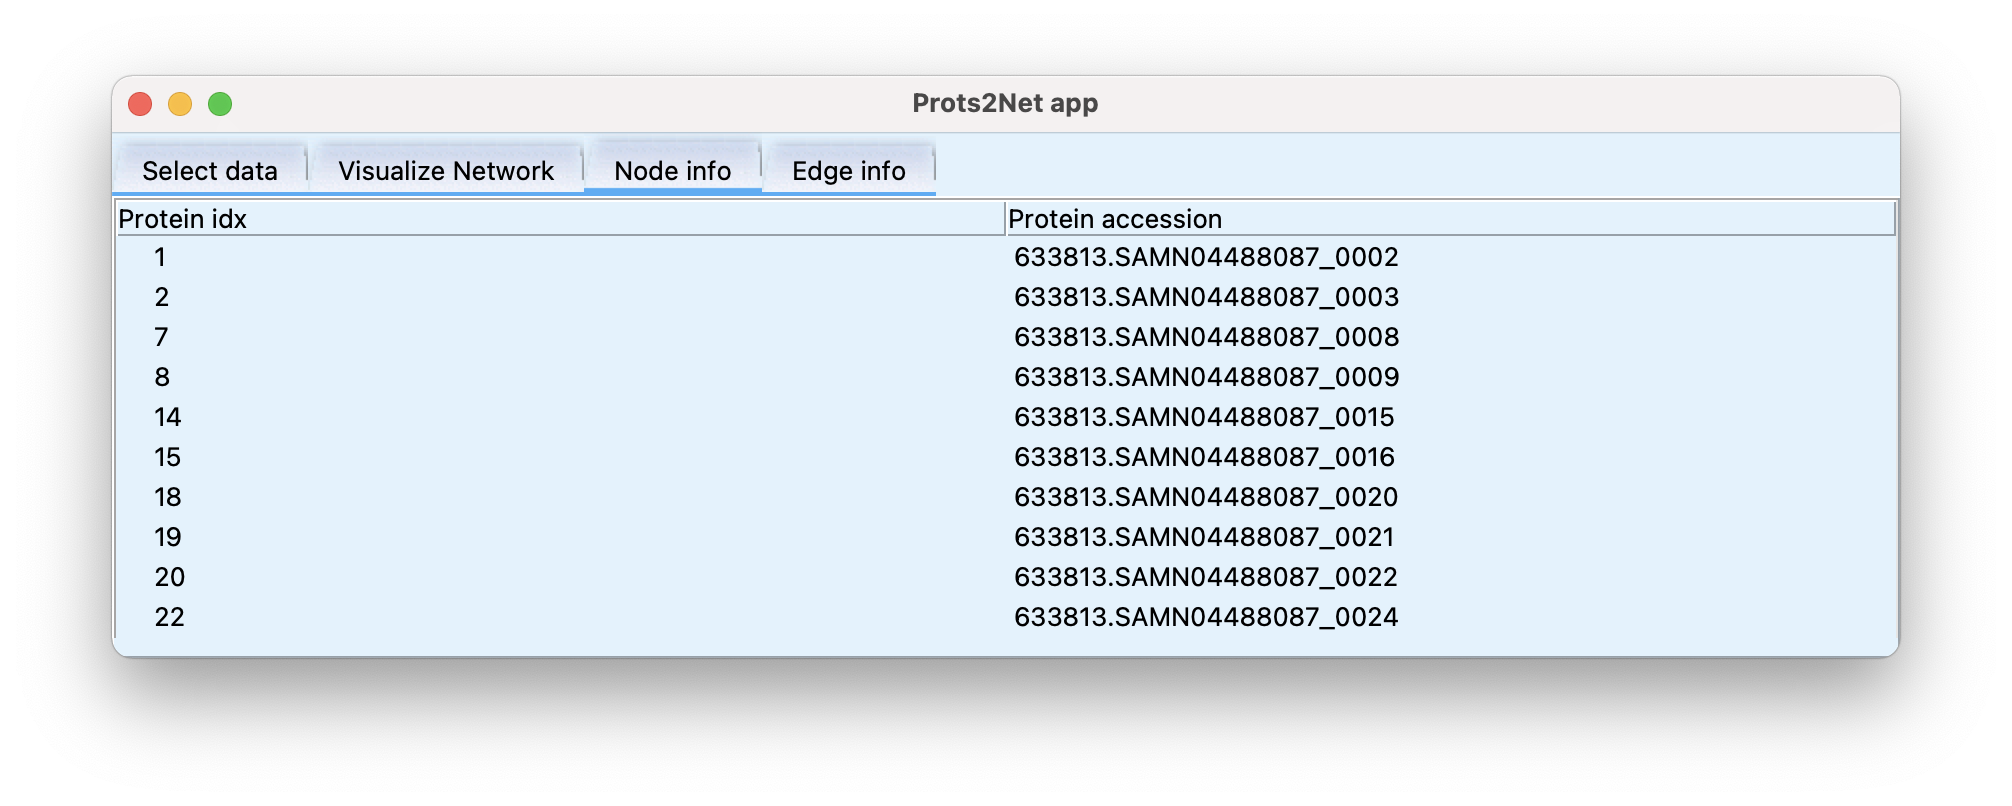 Prots2Net app
Select data Visualize Network Node info Edge info
Protein idx Protein accession
1 633813.SAMN04488087_0002
2 633813.SAMN04488087_0003
7 633813.SAMN04488087_0008
8 633813.SAMN04488087_0009
14 633813.SAMN04488087_0015
15 633813.SAMN04488087_0016
18 633813.SAMN04488087_0020
19 633813.SAMN04488087_0021
20 633813.SAMN04488087_0022
22 633813.SAMN04488087_0024